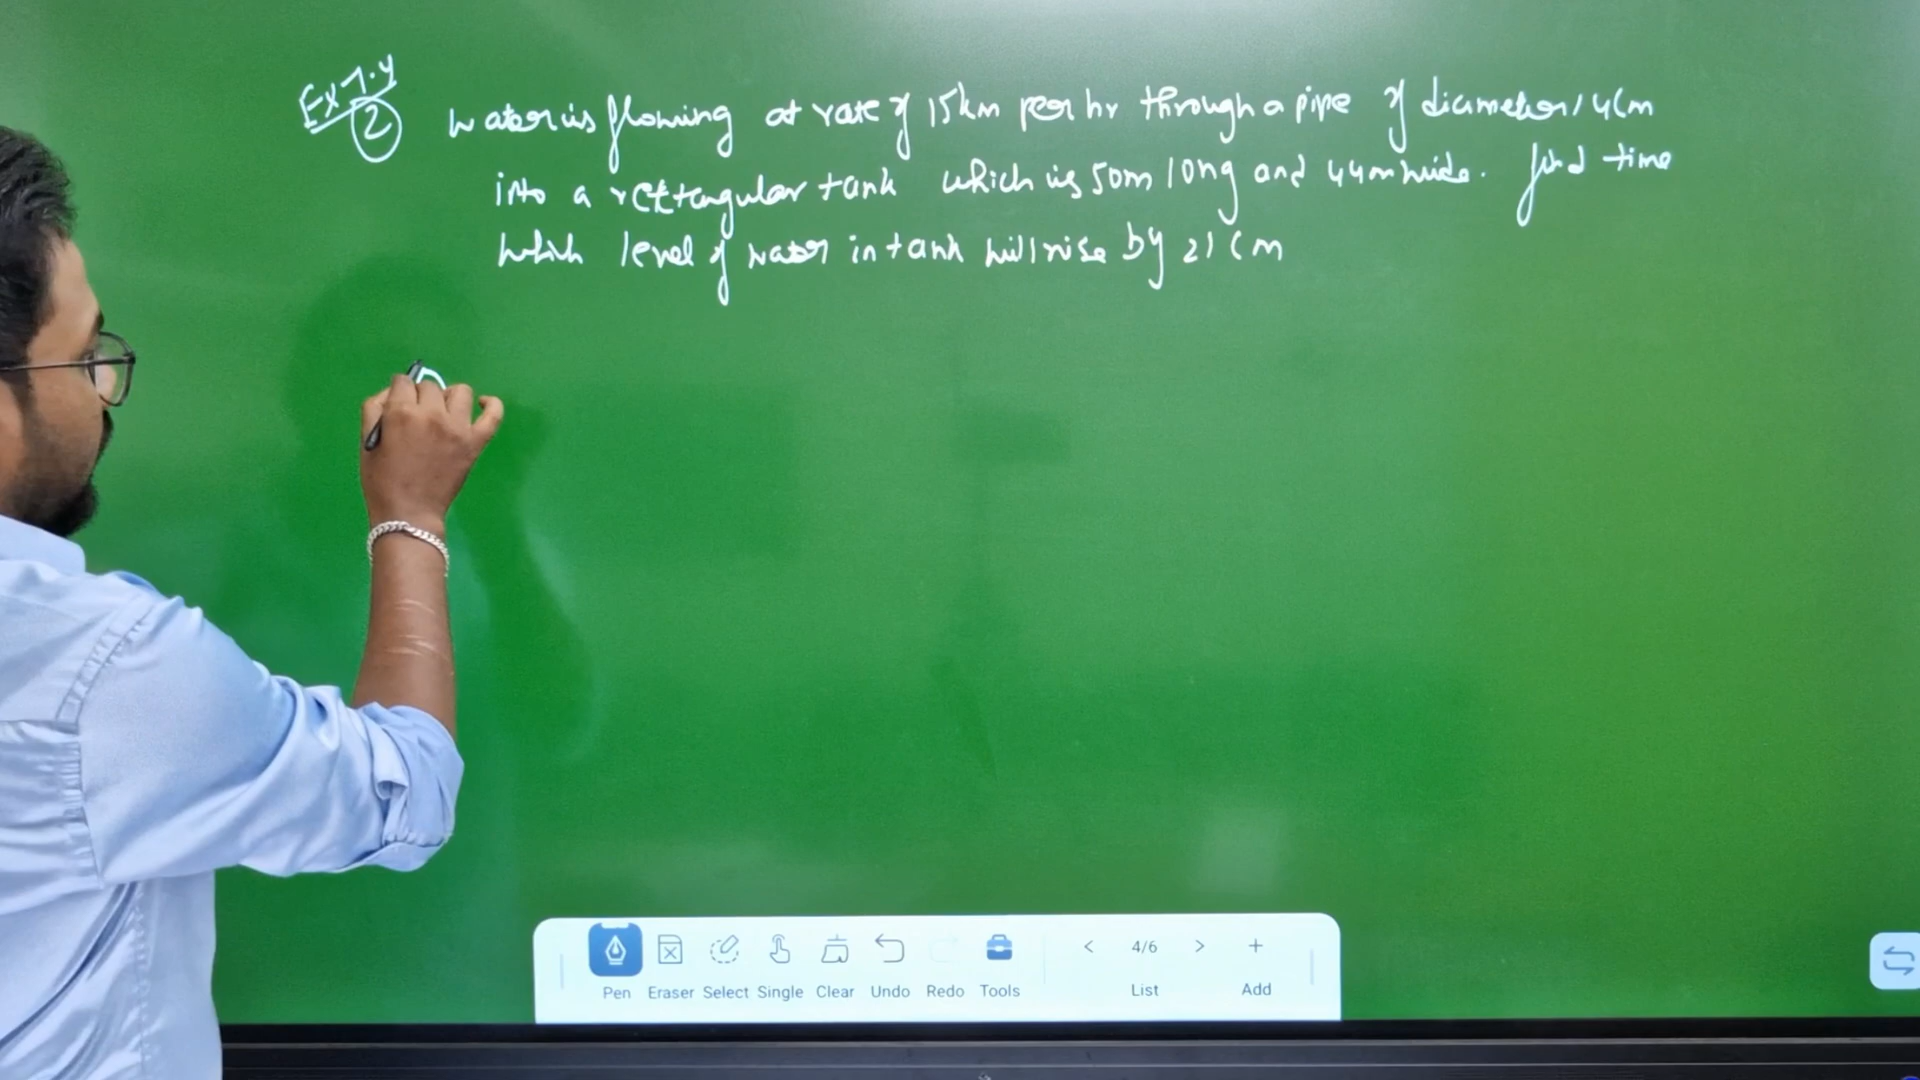 Ex 7.4
2 Water is flowing at rate of 15km per hr through a pipe of diameter 14cm
into a rectangular tank which is 50m long and 44m wide. find time
which level of water in tank will rise by 21cm
Pen Eraser Select Single Clear Undo Redo Tools < 4/6 > + List Add